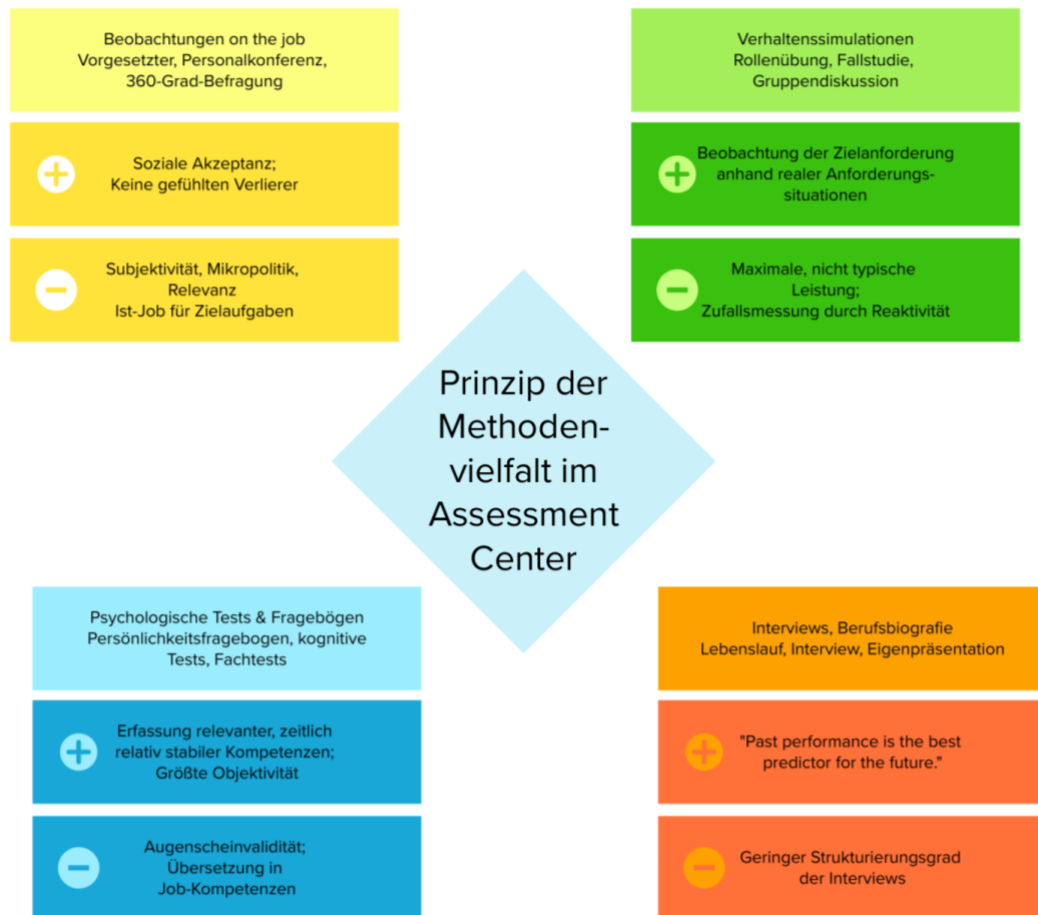 Beobachtungen on the job
Vorgesetzter, Personalkonferenz,
360-Grad-Befragung
Soziale Akzeptanz;
Keine gefühlten Verlierer
Subjektivität, Mikropolitik,
Relevanz
Ist-Job für Zielaufgaben
Verhaltenssimulationen
Rollenübung, Fallstudie,
Gruppendiskussion
Beobachtung der Zielanforderung
anhand realer Anforderungs-
situationen
Maximale, nicht typische
Leistung;
Zufallsmessung durch Reaktivität
Prinzip der
Methoden-
vielfalt im
Assessment
Center
Psychologische Tests & Fragebögen
Persönlichkeitsfragebogen, kognitive
Tests, Fachtests
Erfassung relevanter, zeitlich
relativ stabiler Kompetenzen;
Größte Objektivität
Augenscheinvalidität;
Übersetzung in
Job-Kompetenzen
Interviews, Berufsbiografie
Lebenslauf, Interview, Eigenpräsentation
"Past performance is the best
predictor for the future."
Geringer Strukturierungsgrad
der Interviews